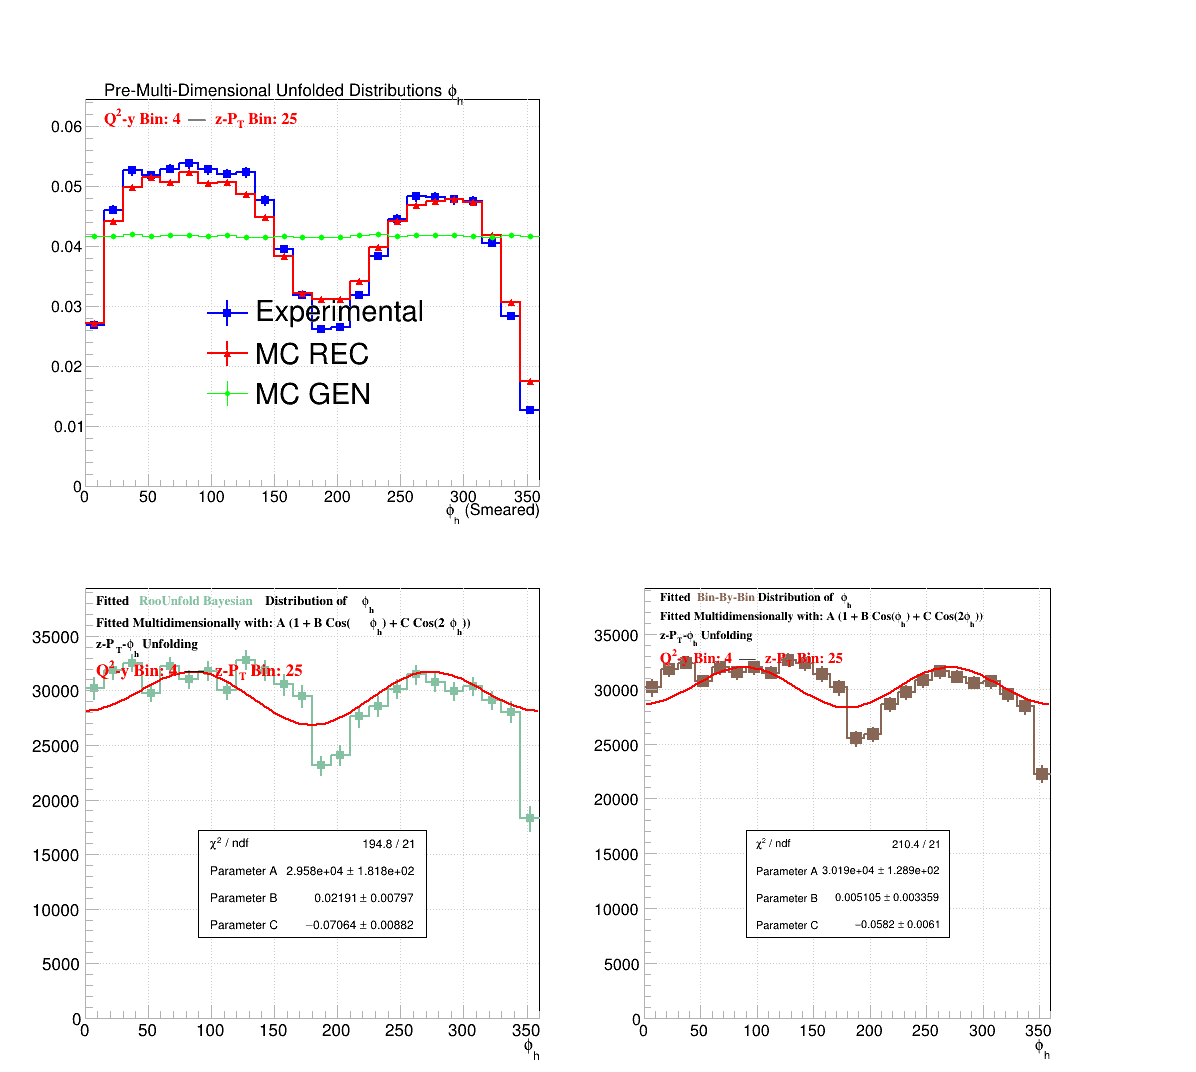 Pre-Multi-Dimensional Unfolded Distributions ϕh
Q2-y Bin: 4 — z-PT Bin: 25
0.06
0.05
0.04
0.03
0.02
0.01
0
Experimental
MC REC
MC GEN
0 50 100 150 200 250 300 350
ϕh (Smeared)
Fitted RooUnfold Bayesian Distribution of ϕh
Fitted Multidimensionally with: A (1 + B Cos( ϕh) + C Cos(2 ϕh))
z-PT-ϕh Unfolding
Q2-y Bin: 4 — z-PT Bin: 25
35000
30000
25000
20000
15000
10000
5000
0
χ2 / ndf 194.8 / 21
Parameter A 2.958e+04 ± 1.818e+02
Parameter B 0.02191 ± 0.00797
Parameter C −0.07064 ± 0.00882
0 50 100 150 200 250 300 350
ϕh
Fitted Bin-By-Bin Distribution of ϕh
Fitted Multidimensionally with: A (1 + B Cos(ϕh) + C Cos(2ϕh))
z-PT-ϕh Unfolding
Q2-y Bin: 4 — z-PT Bin: 25
35000
30000
25000
20000
15000
10000
5000
0
χ2 / ndf 210.4 / 21
Parameter A 3.019e+04 ± 1.289e+02
Parameter B 0.005105 ± 0.003359
Parameter C −0.0582 ± 0.0061
0 50 100 150 200 250 300 350
ϕh